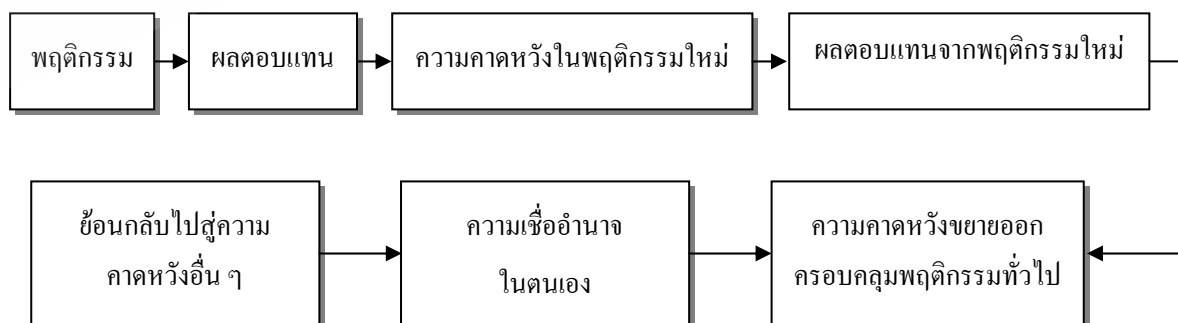 พฤติกรรม
ผลตอบแทน
ความคาดหวังในพฤติกรรมใหม่
ผลตอบแทนจากพฤติกรรมใหม่
ย้อนกลับไปสู่ความ
คาดหวังอื่น ๆ
ความเชื่ออำนาจ
ในตนเอง
ความคาดหวังขยายออก
ครอบคลุมพฤติกรรมทั่วไป